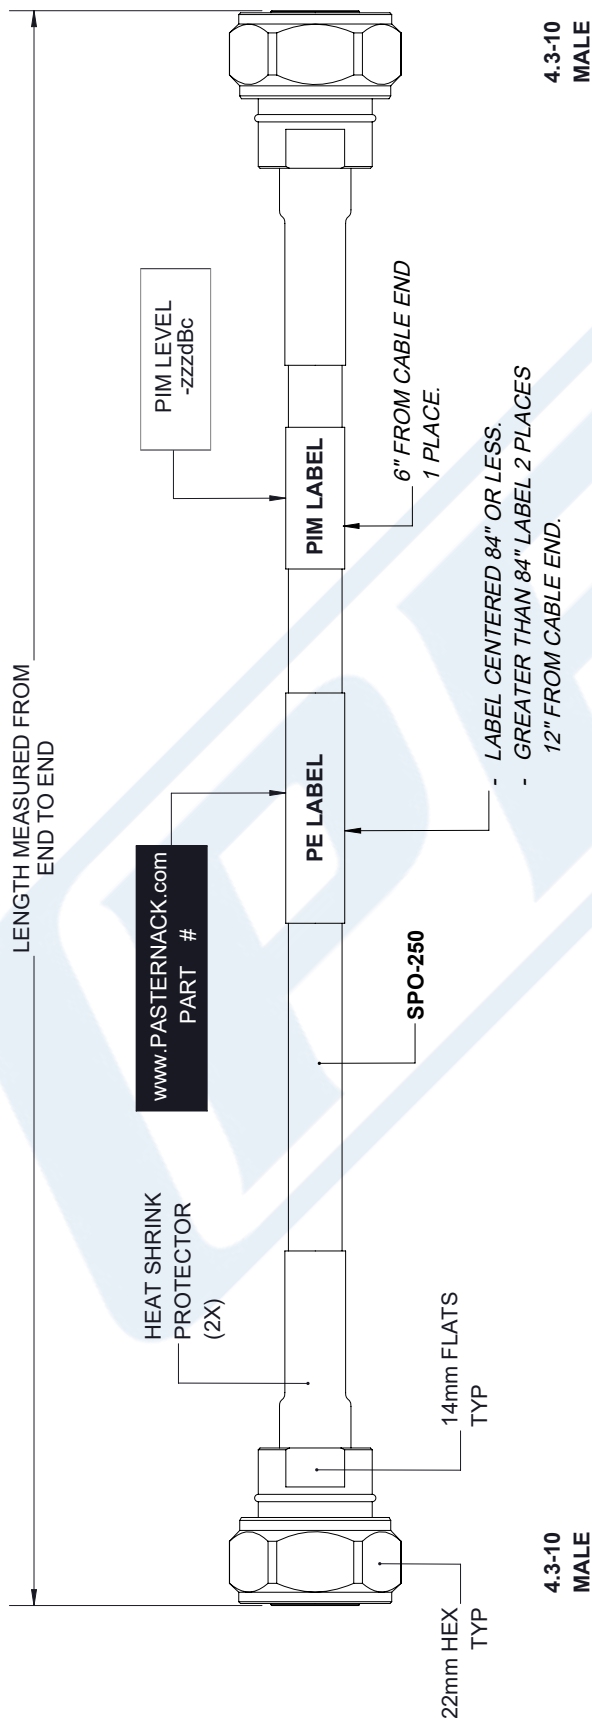 LENGTH MEASURED FROM
END TO END
HEAT SHRINK
PROTECTOR
(2X)
www.PASTERNACK.com
PART #
PIM LEVEL
-zzzdBc
PE LABEL
PIM LABEL
22mm HEX
TYP
14mm FLATS
TYP
SPO-250
6" FROM CABLE END
1 PLACE.
- LABEL CENTERED 84" OR LESS.
- GREATER THAN 84" LABEL 2 PLACES
12" FROM CABLE END.
4.3-10
MALE
4.3-10
MALE